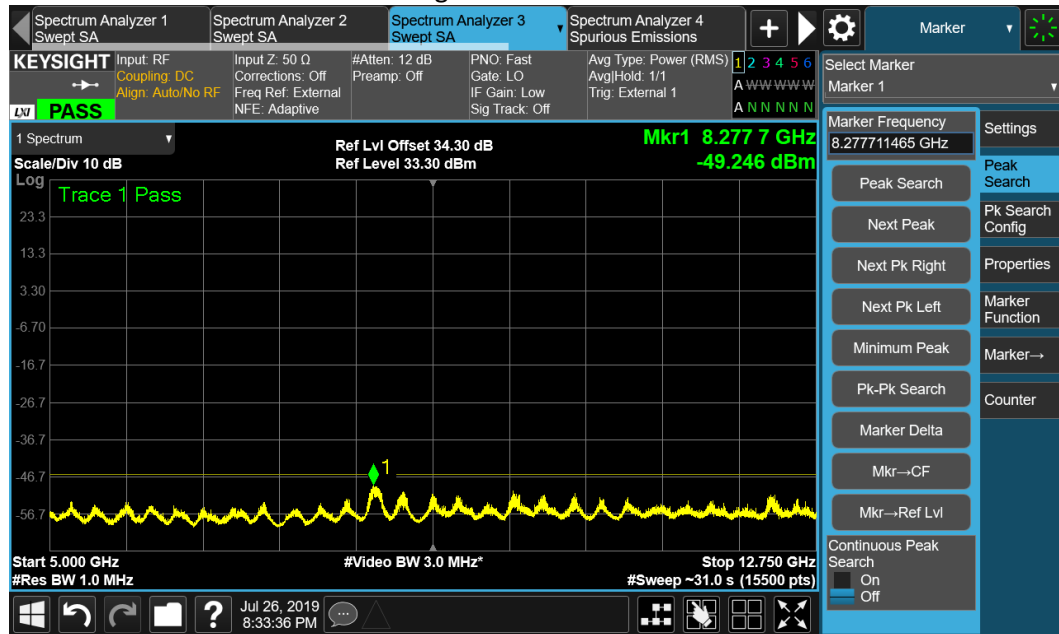 Spectrum Analyzer 1
Swept SA
Spectrum Analyzer 2
Swept SA
Spectrum Analyzer 3
Swept SA
Spectrum Analyzer 4
Spurious Emissions
Marker
KEYSIGHT
LXI PASS
Input: RF
Coupling: DC
Align: Auto/No RF
Input Z: 50 Ω
Corrections: Off
Freq Ref: External
NFE: Adaptive
#Atten: 12 dB
Preamp: Off
PNO: Fast
Gate: LO
IF Gain: Low
Sig Track: Off
Avg Type: Power (RMS)
Avg|Hold: 1/1
Trig: External 1
1 2 3 4 5 6
A W W W W W
A N N N N N
Select Marker
Marker 1
1 Spectrum
Scale/Div 10 dB
Ref Lvl Offset 34.30 dB
Ref Level 33.30 dBm
Mkr1 8.277 7 GHz
-49.246 dBm
Log
Trace 1 Pass
23.3
13.3
3.30
-6.70
-16.7
-26.7
-36.7
-46.7
-56.7
1
Start 5.000 GHz
#Res BW 1.0 MHz
#Video BW 3.0 MHz*
Stop 12.750 GHz
#Sweep ~31.0 s (15500 pts)
Marker Frequency
8.277711465 GHz
Peak Search
Next Peak
Next Pk Right
Next Pk Left
Minimum Peak
Pk-Pk Search
Marker Delta
Mkr→CF
Mkr→Ref Lvl
Continuous Peak
Search
On
Off
Settings
Peak
Search
Pk Search
Config
Properties
Marker
Function
Marker→
Counter
?
Jul 26, 2019
8:33:36 PM